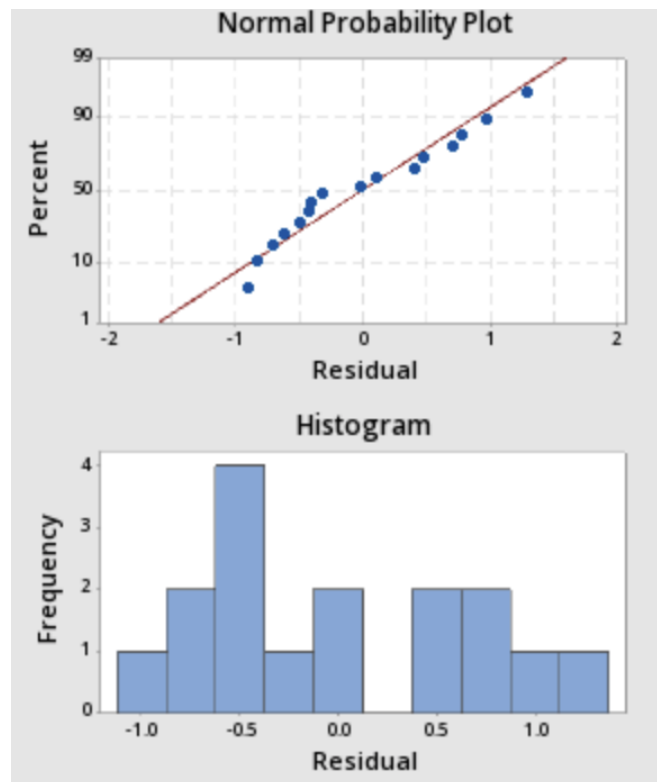 Normal Probability Plot
99
90
50
10
1
Percent
-2 -1 0 1 2
Residual
Histogram
4
3
2
1
0
Frequency
-1.0 -0.5 0.0 0.5 1.0
Residual